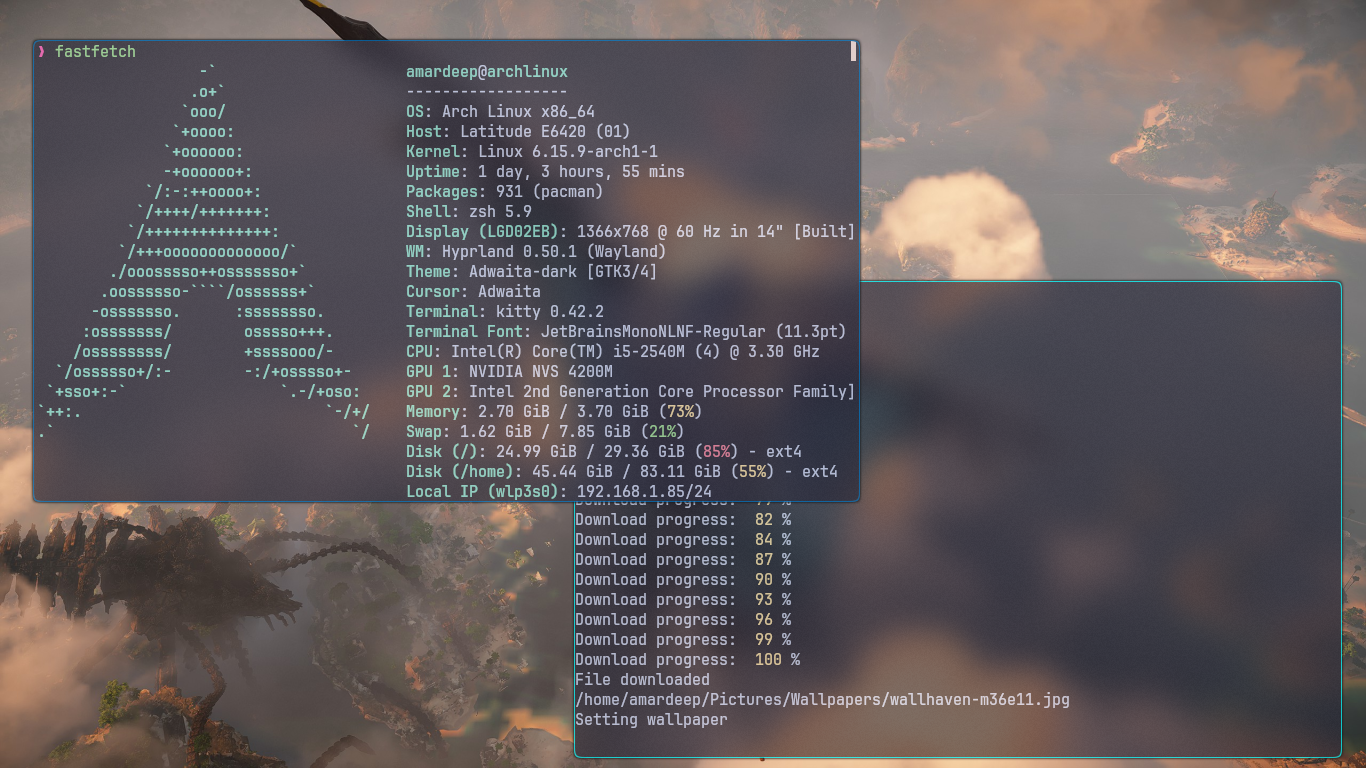 ❱ fastfetch
-`
.o+`
`ooo/
`+oooo:
`+oooooo:
-+oooooo+:
`/:-:++oooo+:
`/++++/+++++++:
`/++++++++++++++:
`/+++ooooooooooooo/`
./ooosssso++osssssso+`
.oossssso-````/ossssss+`
-osssssso. :ssssssso.
:osssssss/ osssso+++.
/ossssssss/ +ssssooo/-
`/ossssso+/:- -:/+osssso+-
`+sso+:-` `.-/+oso:
`++:. `-/+/
.` `/
amardeep@archlinux
------------------
OS: Arch Linux x86_64
Host: Latitude E6420 (01)
Kernel: Linux 6.15.9-arch1-1
Uptime: 1 day, 3 hours, 55 mins
Packages: 931 (pacman)
Shell: zsh 5.9
Display (LGD02EB): 1366x768 @ 60 Hz in 14" [Built]
WM: Hyprland 0.50.1 (Wayland)
Theme: Adwaita-dark [GTK3/4]
Cursor: Adwaita
Terminal: kitty 0.42.2
Terminal Font: JetBrainsMonoNLNF-Regular (11.3pt)
CPU: Intel(R) Core(TM) i5-2540M (4) @ 3.30 GHz
GPU 1: NVIDIA NVS 4200M
GPU 2: Intel 2nd Generation Core Processor Family]
Memory: 2.70 GiB / 3.70 GiB (73%)
Swap: 1.62 GiB / 7.85 GiB (21%)
Disk (/): 24.99 GiB / 29.36 GiB (85%) - ext4
Disk (/home): 45.44 GiB / 83.11 GiB (55%) - ext4
Local IP (wlp3s0): 192.168.1.85/24
Download progress: %
Download progress: 82 %
Download progress: 84 %
Download progress: 87 %
Download progress: 90 %
Download progress: 93 %
Download progress: 96 %
Download progress: 99 %
Download progress: 100 %
File downloaded
/home/amardeep/Pictures/Wallpapers/wallhaven-m36e11.jpg
Setting wallpaper